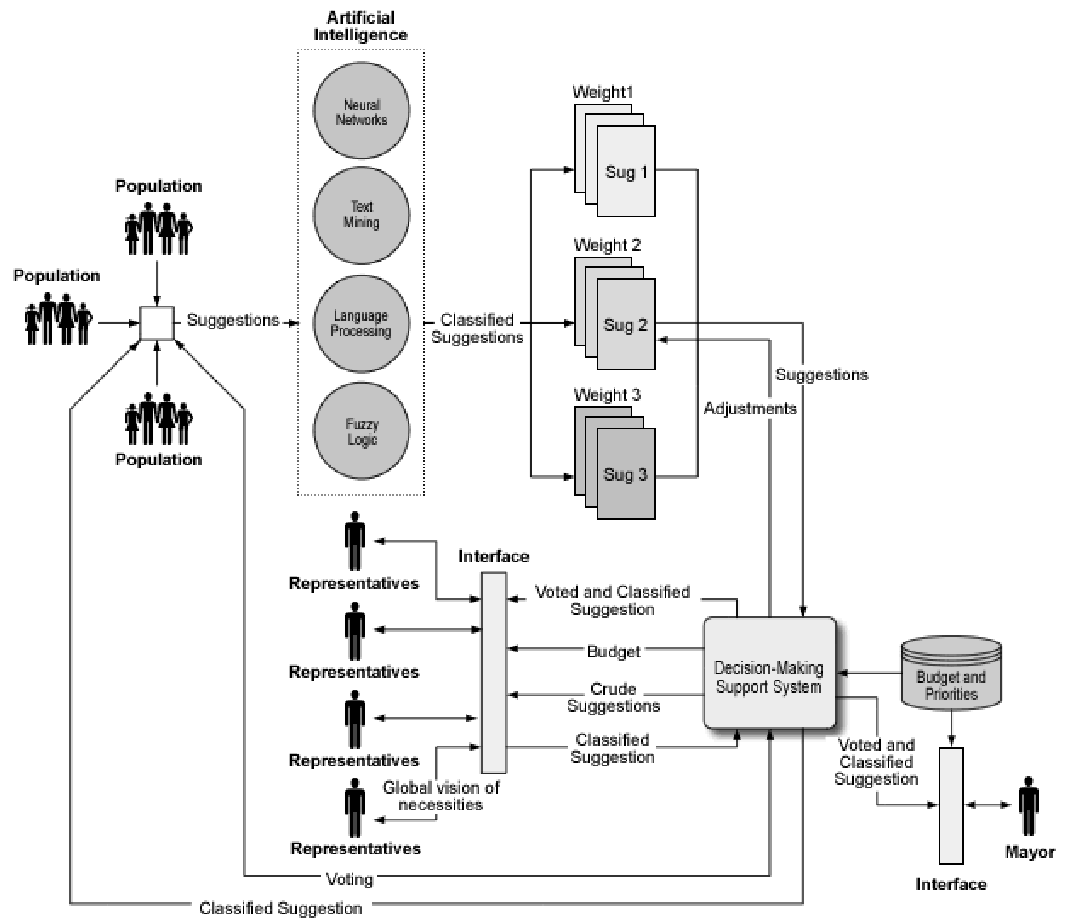 Artificial
Intelligence
Neural
Networks
Text
Mining
Language
Processing
Fuzzy
Logic
Population
Population
Population
Suggestions
Classified
Suggestions
Weight1
Sug 1
Weight 2
Sug 2
Weight 3
Sug 3
Suggestions
Adjustments
Representatives
Representatives
Representatives
Representatives
Interface
Voted and Classified
Suggestion
Budget
Crude
Suggestions
Classified
Suggestion
Global vision of
necessities
Decision-Making
Support System
Budget and
Priorities
Voted and
Classified
Suggestion
Mayor
Interface
Voting
Classified Suggestion